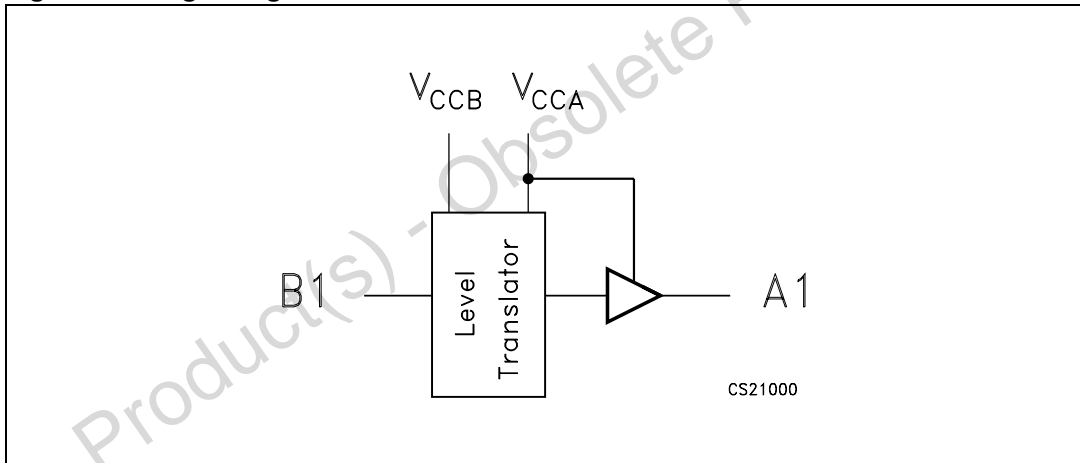 V_CCB V_CCA
B1
Level
Translator
A1
CS21000
Product(s) - Obsolete